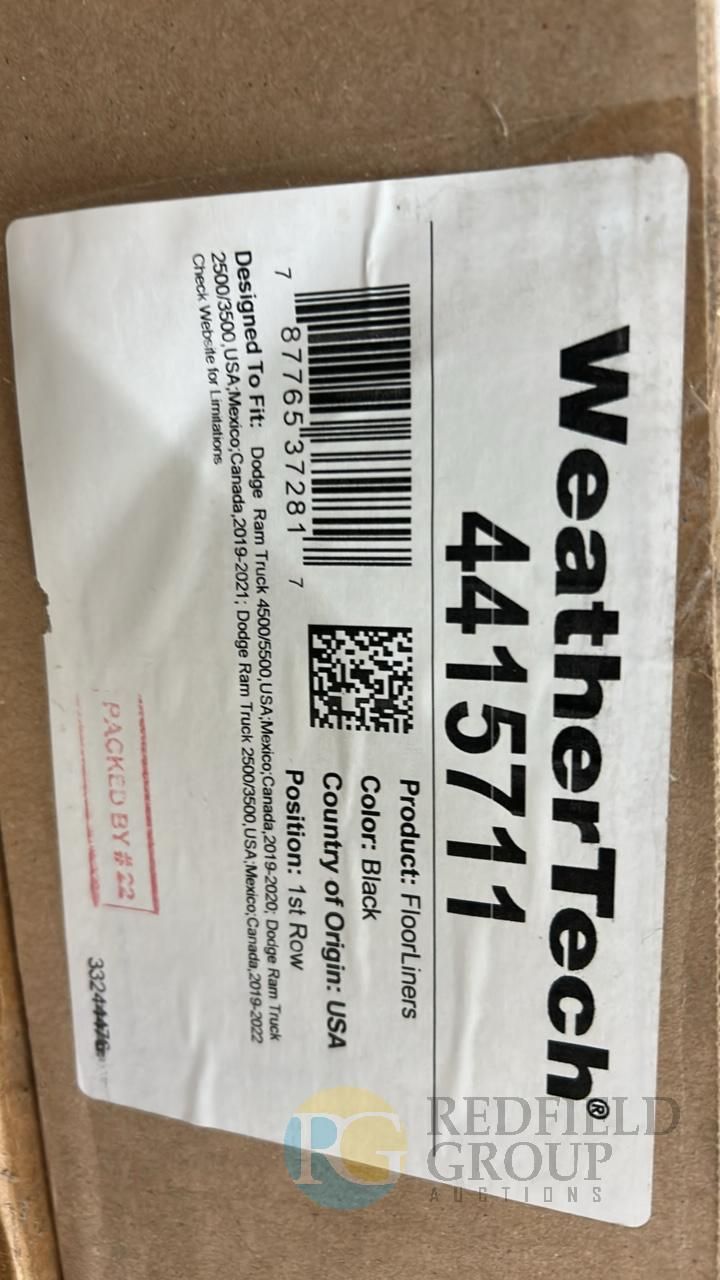 WeatherTech®
4415711
7 87765 37281 7
Product: FloorLiners
Color: Black
Country of Origin: USA
Position: 1st Row
Designed To Fit: Dodge Ram Truck 4500/5500,USA;Mexico;Canada,2019-2020; Dodge Ram Truck
2500/3500,USA;Mexico;Canada,2019-2021; Dodge Ram Truck 2500/3500,USA;Mexico;Canada,2019-2022
Check Website for Limitations
PACKED BY # 22
RG REDFIELD
GROUP
AUCTIONS